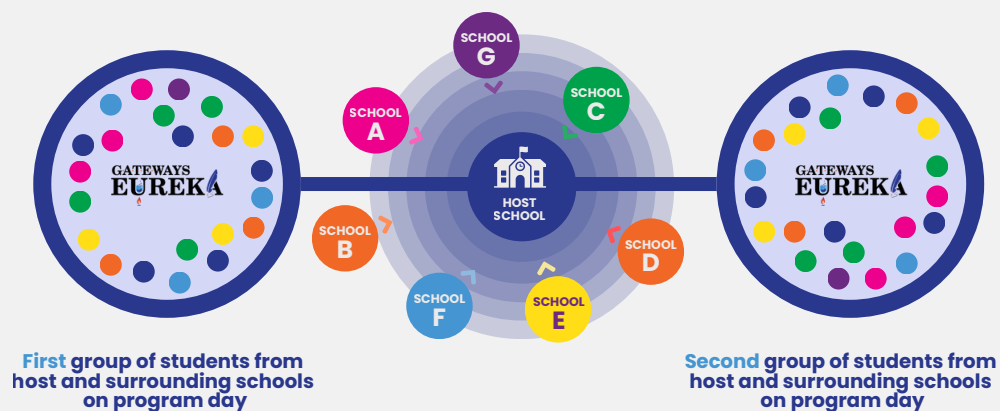 SCHOOL
G
SCHOOL
C
SCHOOL
A
GATEWAYS
EUREKA
HOST
SCHOOL
GATEWAYS
EUREKA
SCHOOL
B
SCHOOL
D
SCHOOL
F
SCHOOL
E
First group of students from
host and surrounding schools
on program day
Second group of students from
host and surrounding schools
on program day